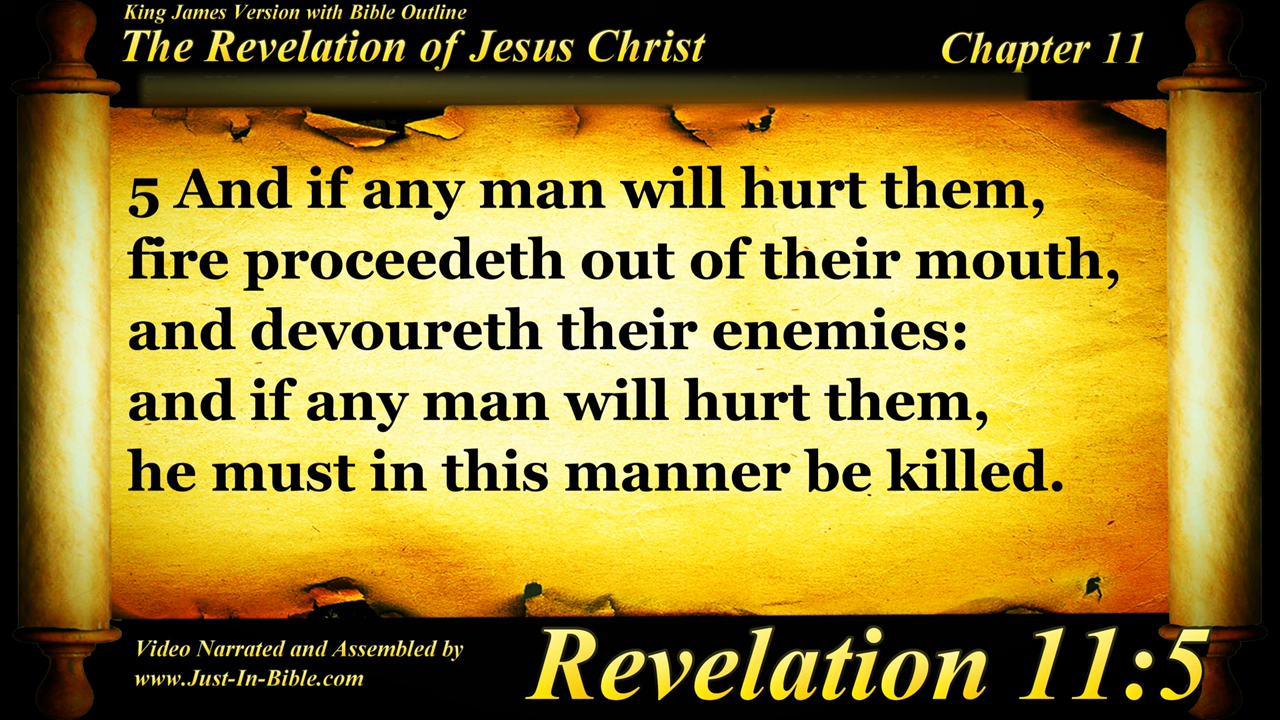 King James Version with Bible Outline
The Revelation of Jesus Christ
Chapter 11
5 And if any man will hurt them,
fire proceedeth out of their mouth,
and devoureth their enemies:
and if any man will hurt them,
he must in this manner be killed.
Video Narrated and Assembled by
www.Just-In-Bible.com
Revelation 11:5